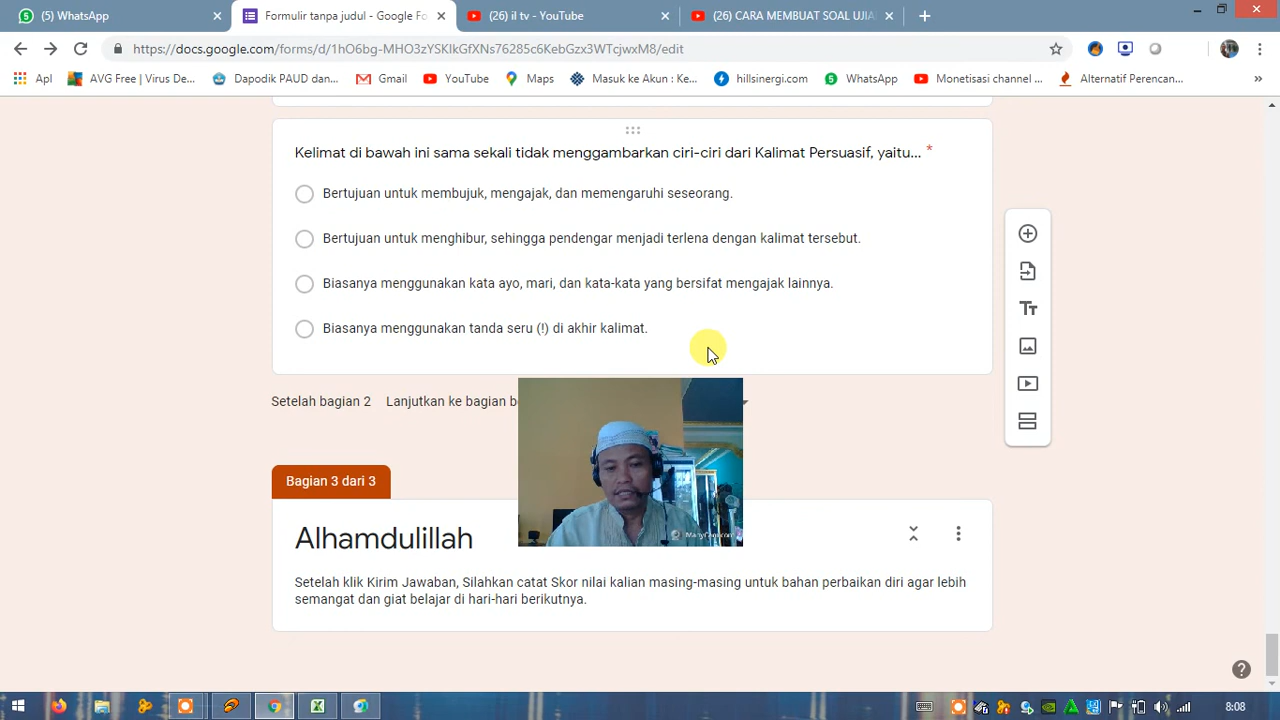 (5) WhatsApp
Formulir tanpa judul - Google Fo
(26) il tv - YouTube
(26) CARA MEMBUAT SOAL UJIA
https://docs.google.com/forms/d/1hO6bg-MHO3zYSKIkGfXNs76285c6KebGzx3WTcjwxM8/edit
Apl
AVG Free | Virus De...
Dapodik PAUD dan...
Gmail
YouTube
Maps
Masuk ke Akun : Ke...
hillsinergi.com
WhatsApp
Monetisasi channel ...
Alternatif Perencan...
Kelimat di bawah ini sama sekali tidak menggambarkan ciri-ciri dari Kalimat Persuasif, yaitu... *
Bertujuan untuk membujuk, mengajak, dan memengaruhi seseorang.
Bertujuan untuk menghibur, sehingga pendengar menjadi terlena dengan kalimat tersebut.
Biasanya menggunakan kata ayo, mari, dan kata-kata yang bersifat mengajak lainnya.
Biasanya menggunakan tanda seru (!) di akhir kalimat.
Setelah bagian 2 Lanjutkan ke bagian b
Bagian 3 dari 3
ManyCam.com
Alhamdulillah
Setelah klik Kirim Jawaban, Silahkan catat Skor nilai kalian masing-masing untuk bahan perbaikan diri agar lebih
semangat dan giat belajar di hari-hari berikutnya.
8:08